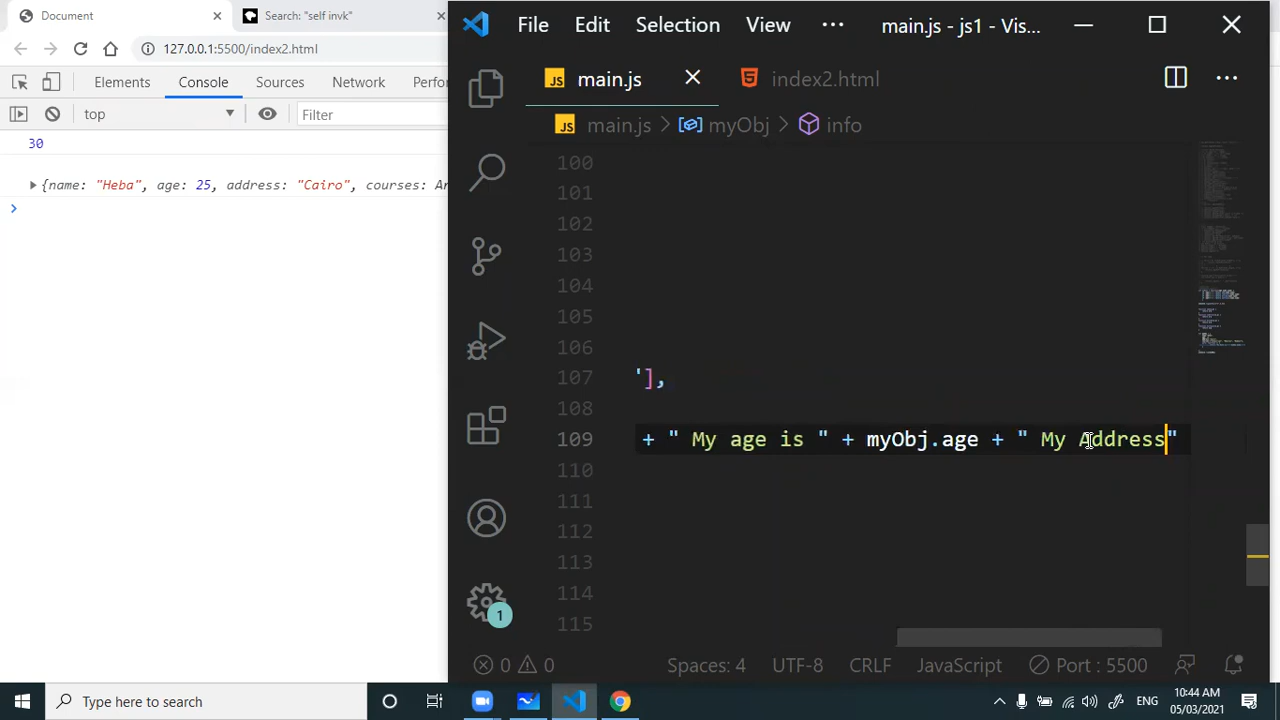 Document
Search: "self invk"
127.0.0.1:5500/index2.html
Elements Console Sources Network Perfor
top
Filter
30
{name: "Heba", age: 25, address: "Cairo", courses: Ar
File Edit Selection View ··· main.js - js1 - Vis...
JS main.js index2.html ···
JS main.js > myObj > info
100
101
102
103
104
105
106
107 '],
108
109 + " My age is " + myObj.age + " My Address"
110
111
112
113
114
115
1
0 0 Spaces: 4 UTF-8 CRLF JavaScript Port : 5500
Type here to search
ENG
10:44 AM
05/03/2021